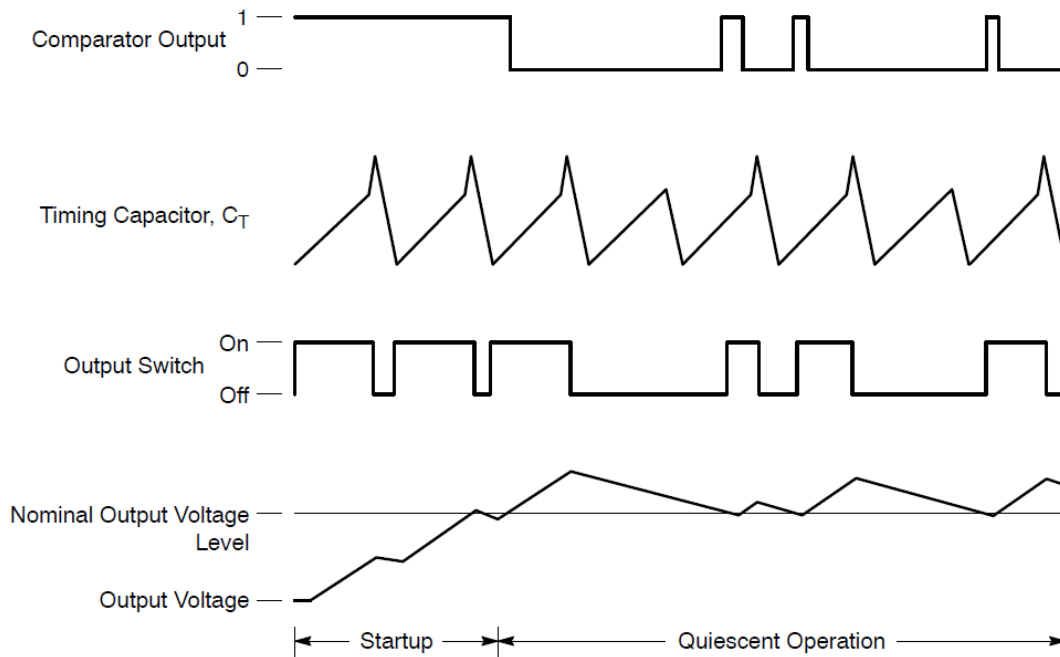 Comparator Output
1
0
Timing Capacitor, CT
Output Switch
On
Off
Nominal Output Voltage
Level
Output Voltage
Startup
Quiescent Operation